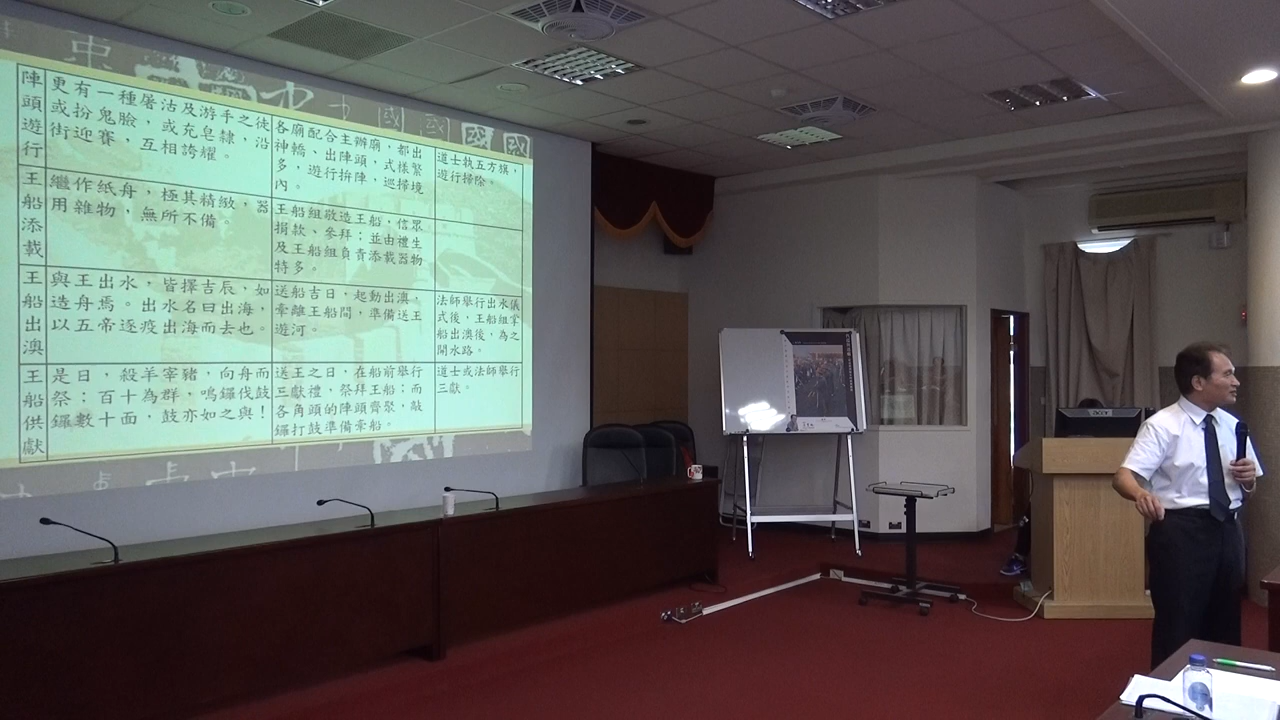 陣頭遊行
更有一種屠沽及游手之徒
或扮鬼臉，或充皂隸，沿
街迎賽，互相誇耀。
各廟配合主辦廟，都出
神轎、出陣頭，式樣繁
多，遊行拚陣，巡掃境
內。
道士執五方旗，
遊行掃除。
王船添載
繼作紙舟，極其精緻，器
用雜物，無所不備。
王船組敬造王船，信眾
捐款、參拜；並由禮生
及王船組負責添載器物
特多。
王船出澳
與王出水，皆擇吉辰，如
造舟焉。出水名曰出海，
以五帝逐疫出海而去也。
送船吉日，起動出澳，
牽離王船間，準備送王
遊河。
法師舉行出水儀
式後，王船組掌
船出澳後，為之
開水路。
王船供獻
是日，殺羊宰豬，向舟而
祭；百十為群，鳴鑼伐鼓
鑼數十面，鼓亦如之與！
送王之日，在船前舉行
三獻禮，祭拜王船；而
各角頭的陣頭齊聚，敲
鑼打鼓準備牽船。
道士或法師舉行
三獻。
acer